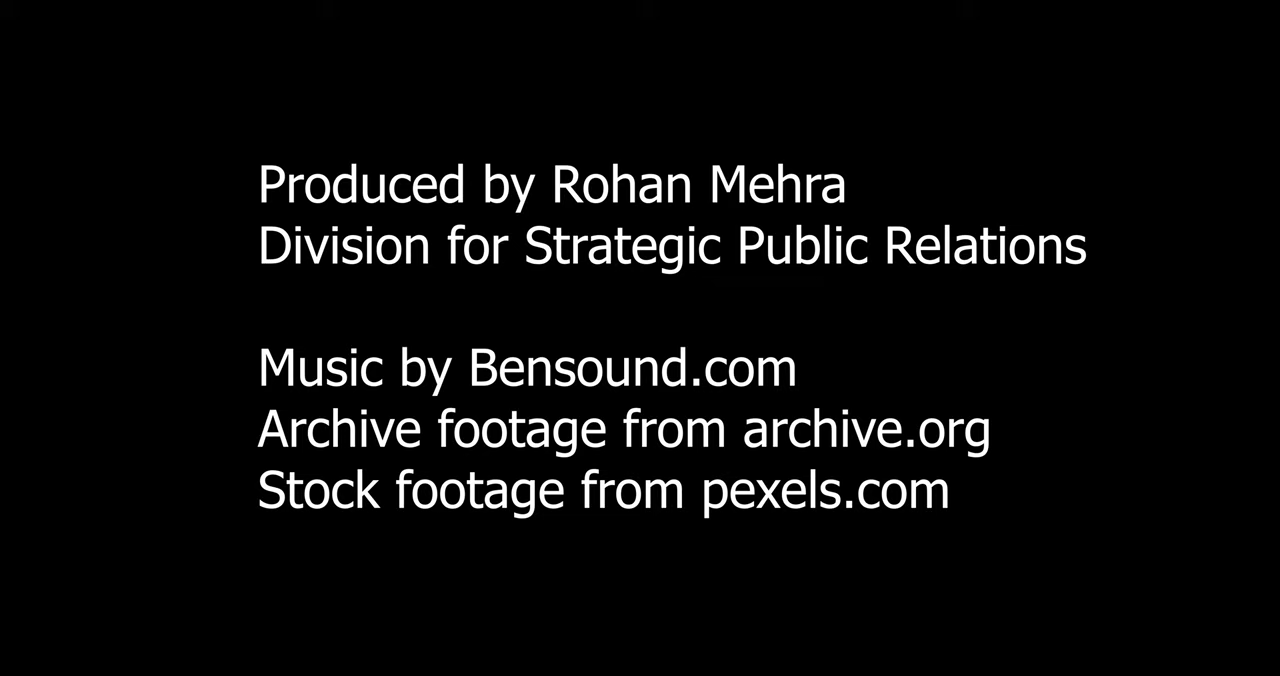 Produced by Rohan Mehra
Division for Strategic Public Relations
Music by Bensound.com
Archive footage from archive.org
Stock footage from pexels.com